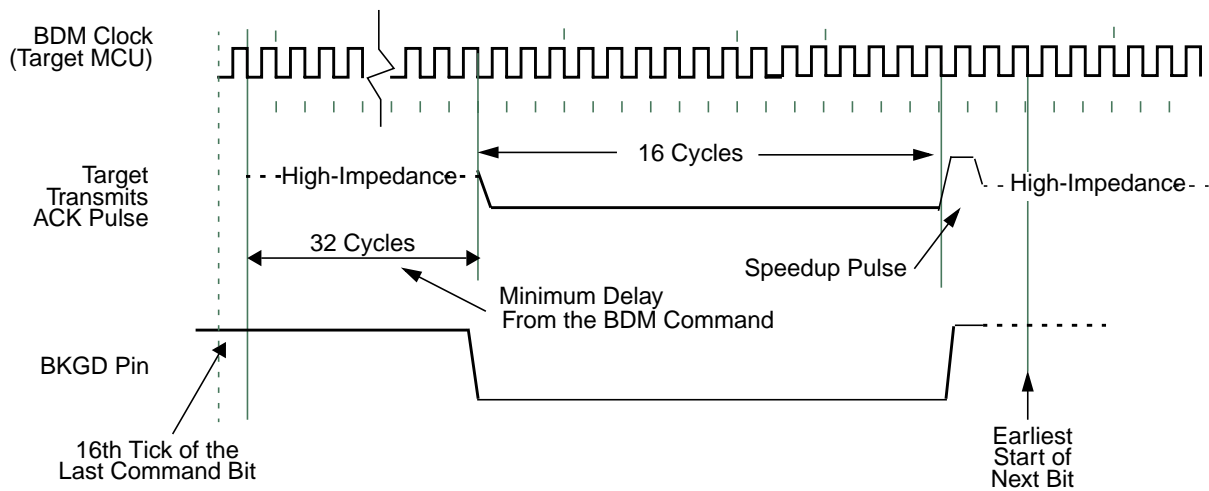 BDM Clock
(Target MCU)
16 Cycles
Target
Transmits
ACK Pulse
High-Impedance
High-Impedance
32 Cycles
Speedup Pulse
Minimum Delay
From the BDM Command
BKGD Pin
16th Tick of the
Last Command Bit
Earliest
Start of
Next Bit